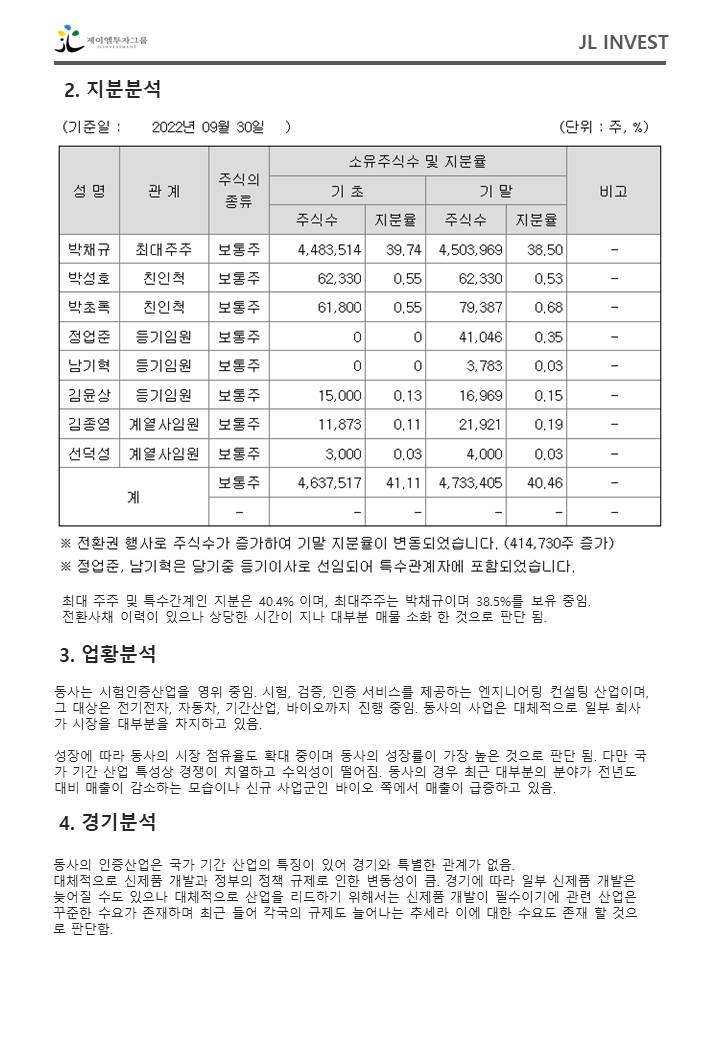 제이엘투자그룹
JLINVESTMENT
JL INVEST
2. 지분분석
(기준일 : 2022년 09월 30일 ) (단위 : 주, %)
성 명 관 계 주식의 종류 소유주식수 및 지분율 비고
기 초 기 말
주식수 지분율 주식수 지분율
박채규 최대주주 보통주 4,483,514 39.74 4,503,969 38.50 -
박성호 친인척 보통주 62,330 0.55 62,330 0.53 -
박초록 친인척 보통주 61,800 0.55 79,387 0.68 -
정업준 등기임원 보통주 0 0 41,046 0.35 -
남기혁 등기임원 보통주 0 0 3,783 0.03 -
김윤상 등기임원 보통주 15,000 0.13 16,969 0.15 -
김종영 계열사임원 보통주 11,873 0.11 21,921 0.19 -
선덕성 계열사임원 보통주 3,000 0.03 4,000 0.03 -
계 보통주 4,637,517 41.11 4,733,405 40.46 -
- - - - - -
※ 전환권 행사로 주식수가 증가하여 기말 지분율이 변동되었습니다. (414,730주 증가)
※ 정업준, 남기혁은 당기중 등기이사로 선임되어 특수관계자에 포함되었습니다.
최대 주주 및 특수간계인 지분은 40.4% 이며, 최대주주는 박채규이며 38.5%를 보유 중임.
전환사채 이력이 있으나 상당한 시간이 지나 대부분 매물 소화 한 것으로 판단 됨.
3. 업황분석
동사는 시험인증산업을 영위 중임. 시험, 검증, 인증 서비스를 제공하는 엔지니어링 컨설팅 산업이며,
그 대상은 전기전자, 자동차, 기간산업, 바이오까지 진행 중임. 동사의 사업은 대체적으로 일부 회사
가 시장을 대부분을 차지하고 있음.
성장에 따라 동사의 시장 점유율도 확대 중이며 동사의 성장률이 가장 높은 것으로 판단 됨. 다만 국
가 기간 산업 특성상 경쟁이 치열하고 수익성이 떨어짐. 동사의 경우 최근 대부분의 분야가 전년도
대비 매출이 감소하는 모습이나 신규 사업군인 바이오 쪽에서 매출이 급증하고 있음.
4. 경기분석
동사의 인증산업은 국가 기간 산업의 특징이 있어 경기와 특별한 관계가 없음.
대체적으로 신제품 개발과 정부의 정책 규제로 인한 변동성이 큼. 경기에 따라 일부 신제품 개발은
늦어질 수도 있으나 대체적으로 산업을 리드하기 위해서는 신제품 개발이 필수이기에 관련 산업은
꾸준한 수요가 존재하며 최근 들어 각국의 규제도 늘어나는 추세라 이에 대한 수요도 존재 할 것으
로 판단함.